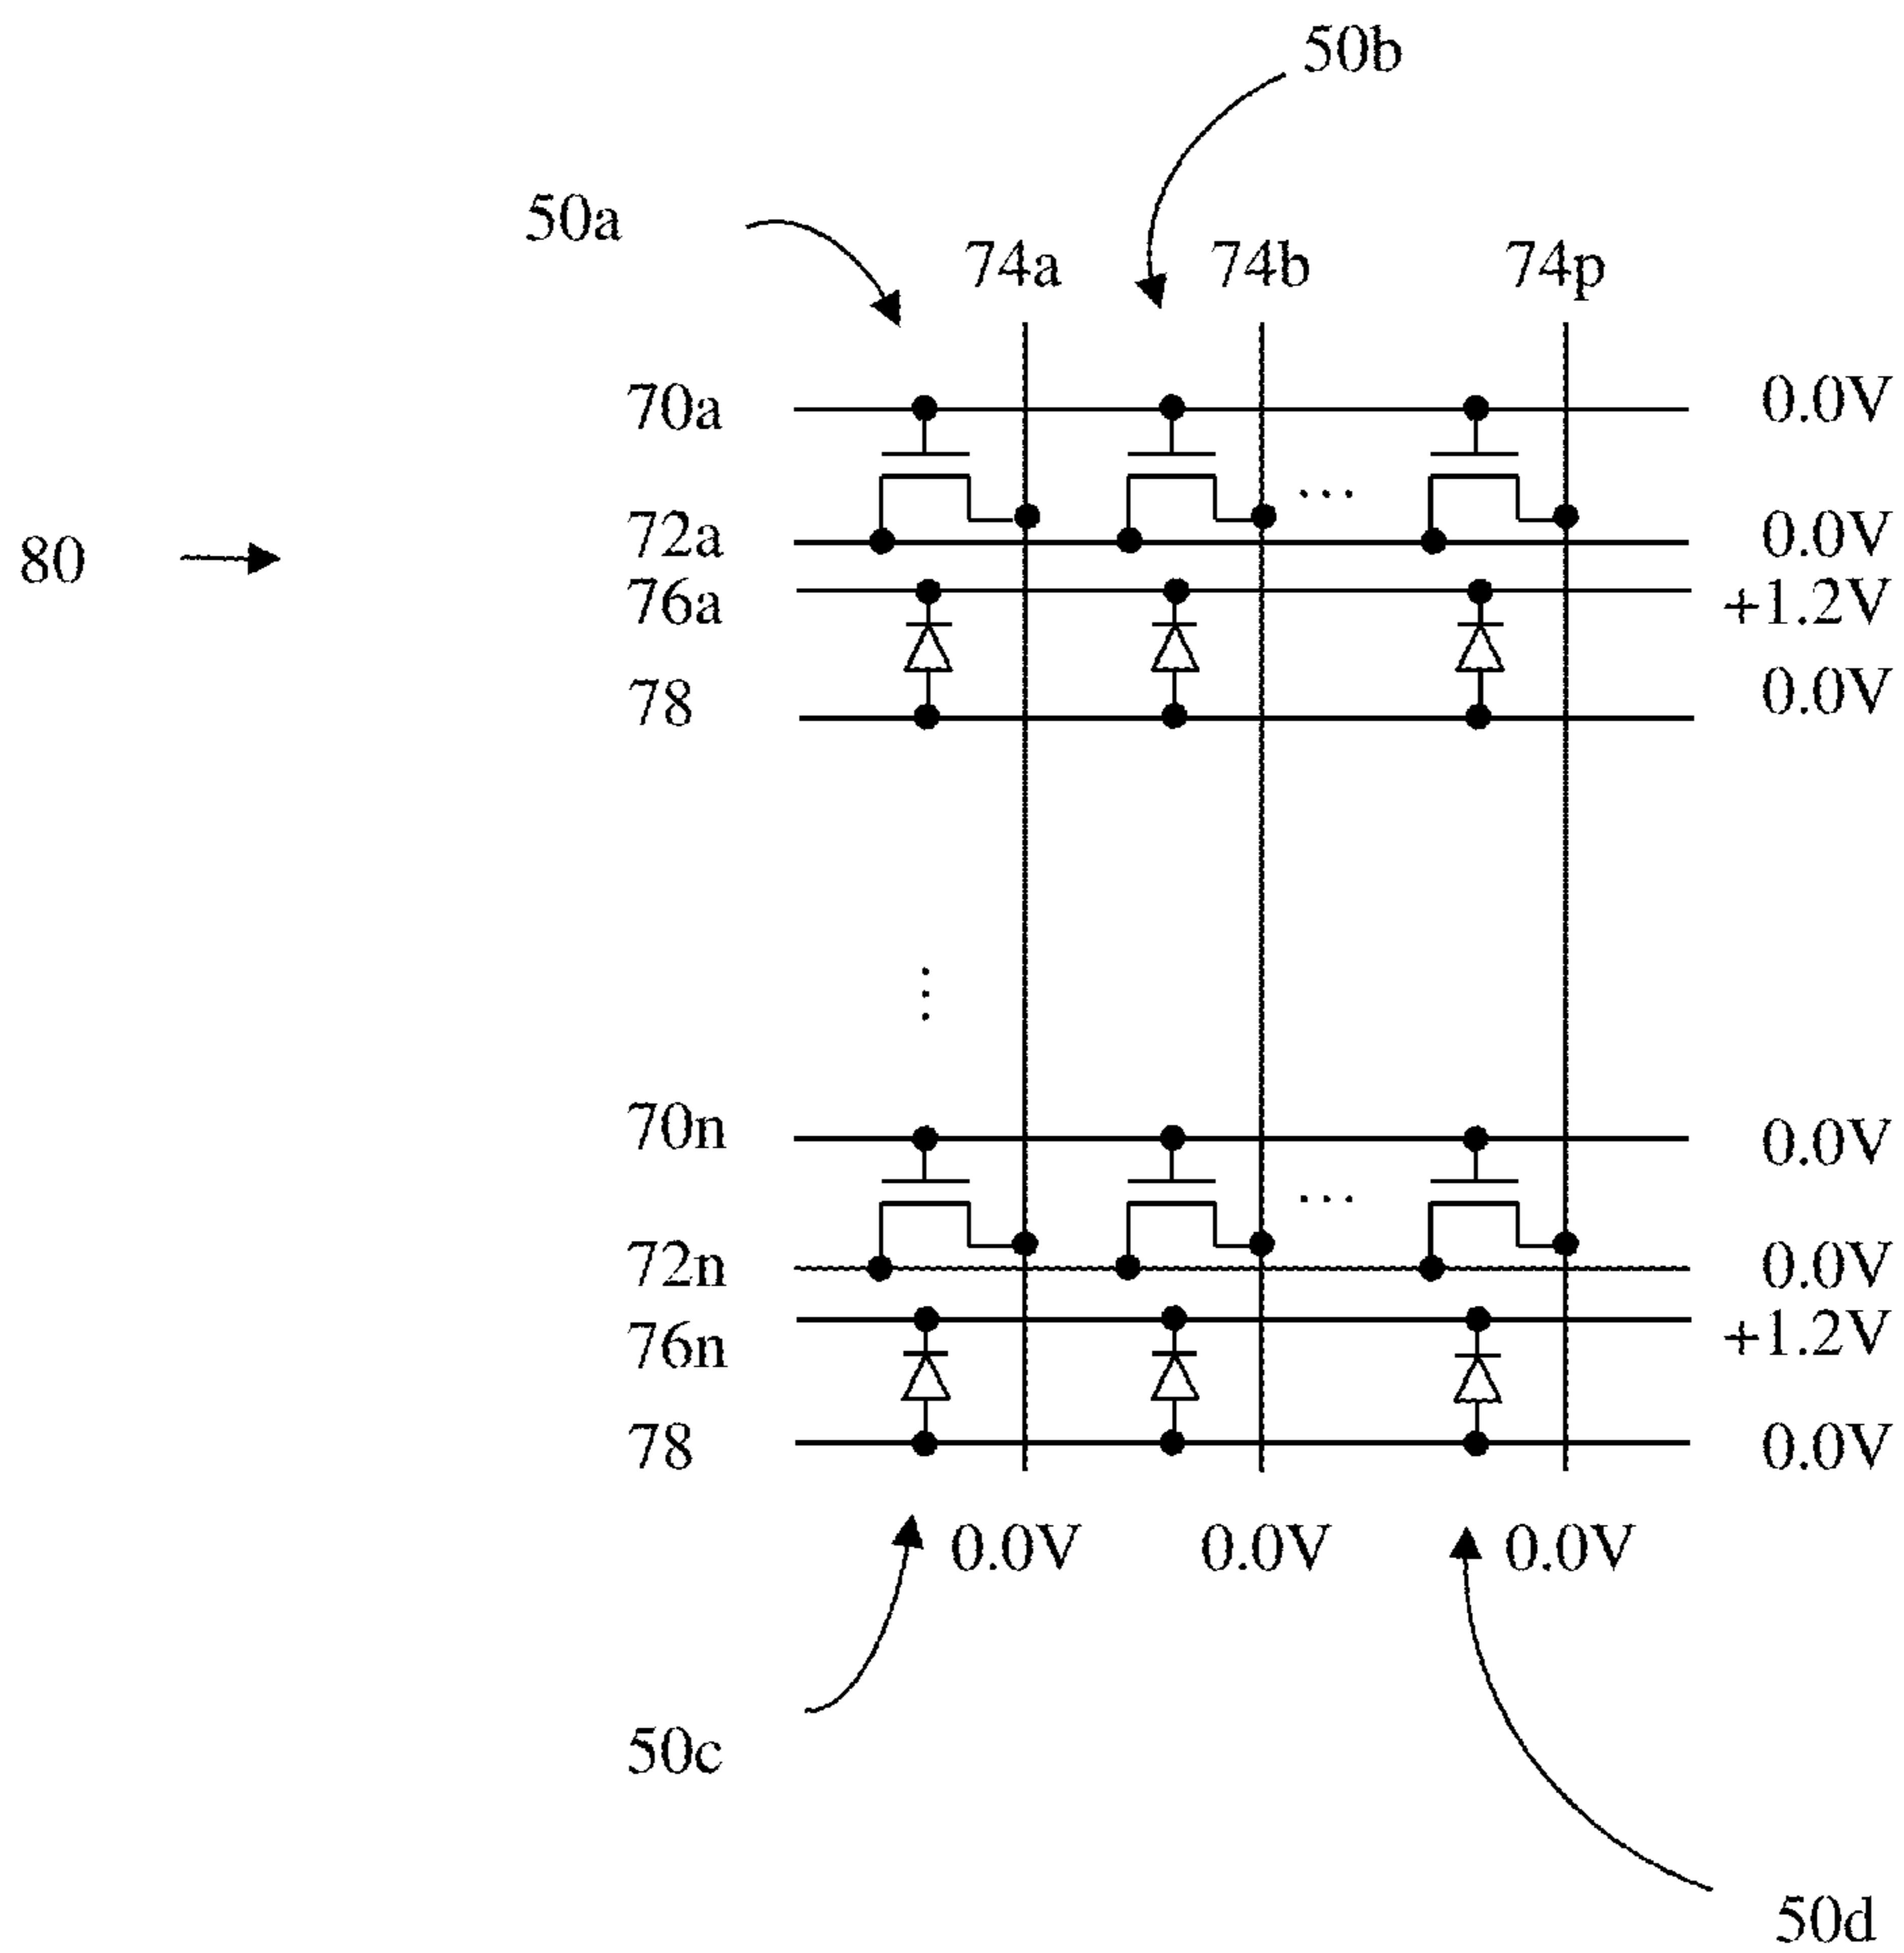 50b
50a
74a 74b 74p
70a 0.0V
...
72a 0.0V
80
76a +1.2V
78 0.0V
...
70n 0.0V
...
72n 0.0V
76n +1.2V
78 0.0V
0.0V 0.0V 0.0V
50c
50d